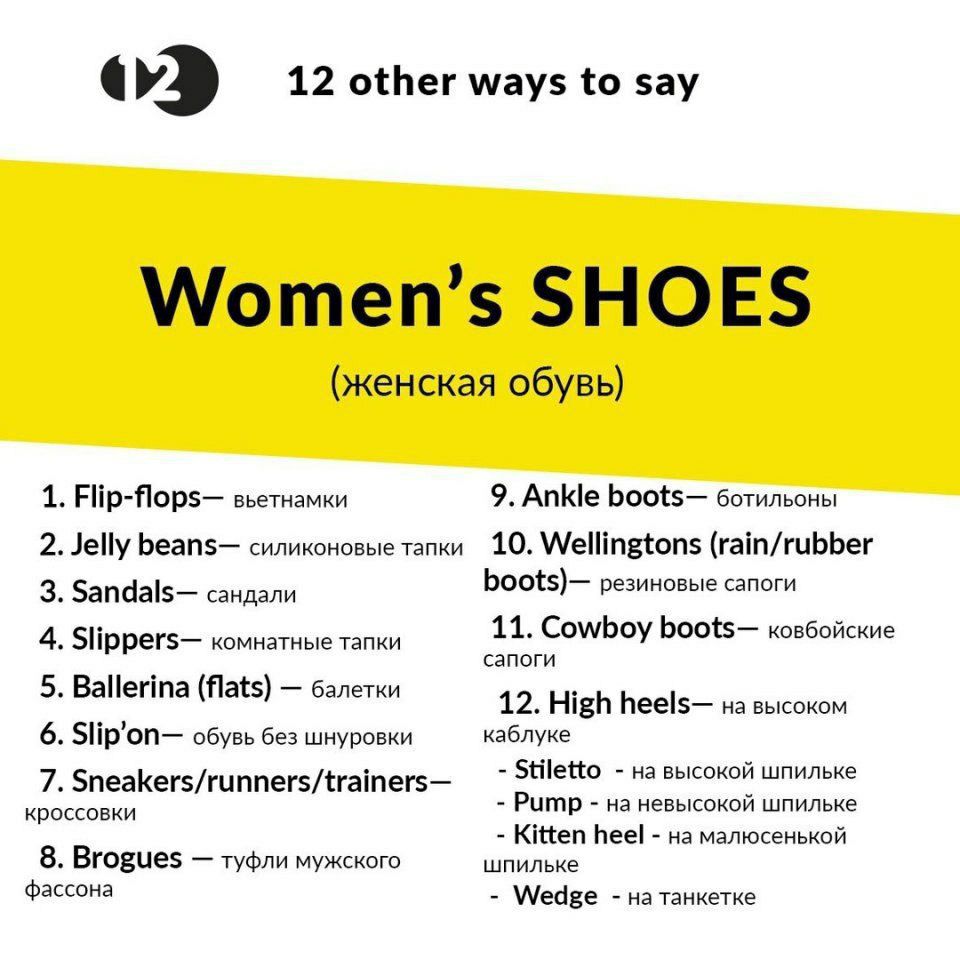 12
12 other ways to say
Women’s SHOES
(женская обувь)
1. Flip-flops— вьетнамки
2. Jelly beans— силиконовые тапки
3. Sandals— сандали
4. Slippers— комнатные тапки
5. Ballerina (flats) — балетки
6. Slip’on— обувь без шнуровки
7. Sneakers/runners/trainers—
кроссовки
8. Brogues — туфли мужского
фассона
9. Ankle boots— ботильоны
10. Wellingtons (rain/rubber
boots)— резиновые сапоги
11. Cowboy boots— ковбойские
сапоги
12. High heels— на высоком
каблуке
- Stiletto - на высокой шпильке
- Pump - на невысокой шпильке
- Kitten heel - на малюсенькой
шпильке
- Wedge - на танкетке